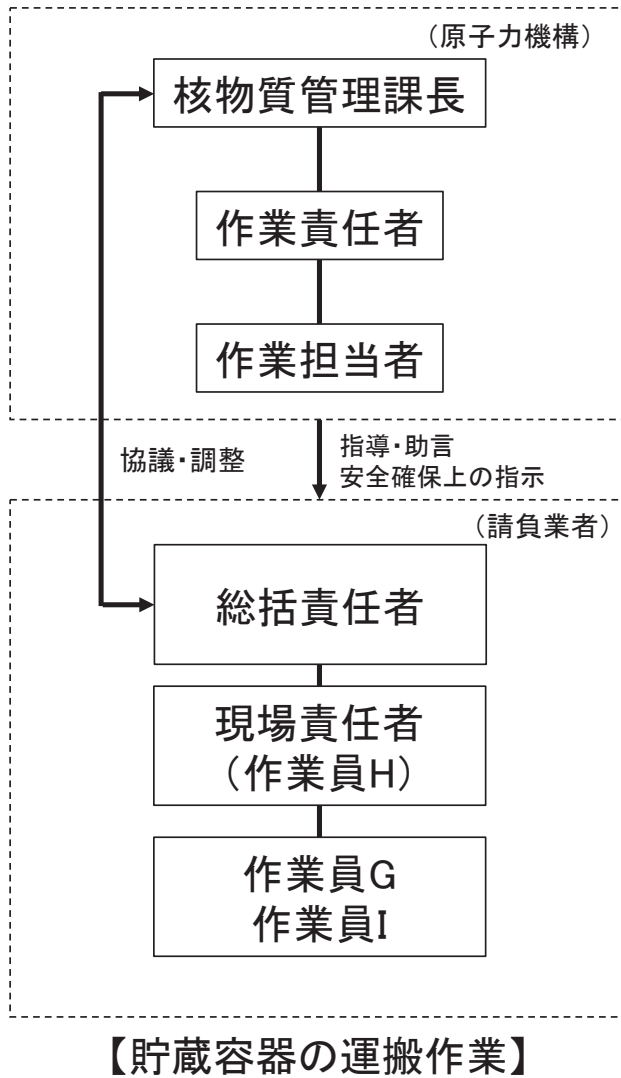 （原子力機構）
核物質管理課長
作業責任者
作業担当者
協議・調整
指導・助言
安全確保上の指示
（請負業者）
総括責任者
現場責任者
（作業員H）
作業員G
作業員I
【貯蔵容器の運搬作業】